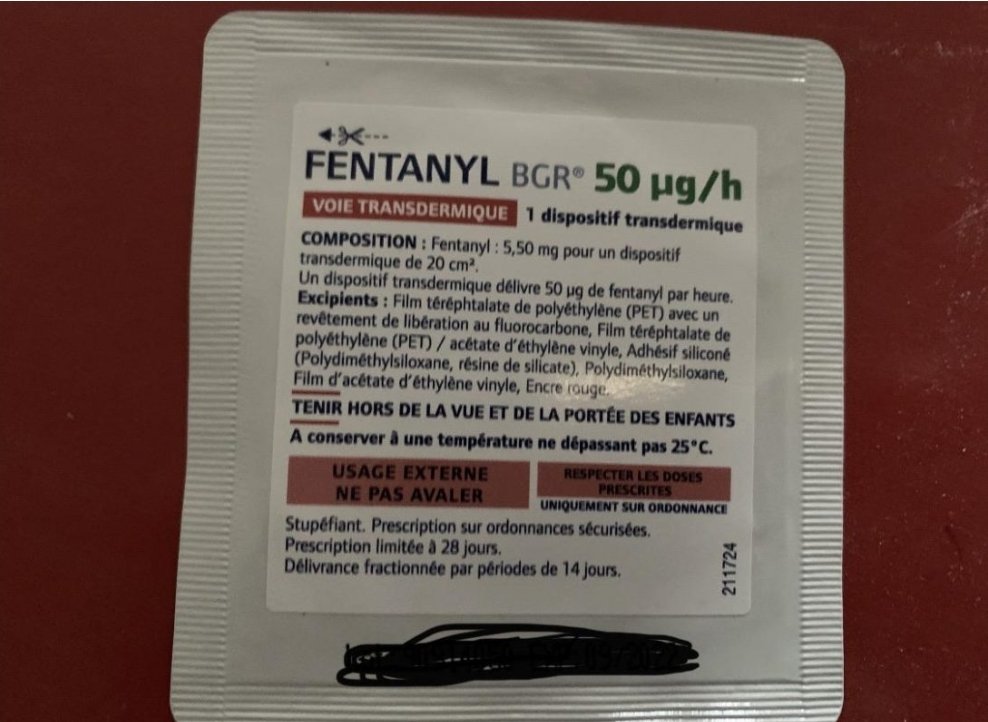 FENTANYL BGR® 50 µg/h
VOIE TRANSDERMIQUE 1 dispositif transdermique
COMPOSITION : Fentanyl : 5,50 mg pour un dispositif
transdermique de 20 cm².
Un dispositif transdermique délivre 50 µg de fentanyl par heure.
Excipients : Film téréphtalate de polyéthylène (PET) avec un
revêtement de libération au fluorocarbone, Film téréphtalate de
polyéthylène (PET) / acétate d'éthylène vinyle, Adhésif siliconé
(Polydiméthylsiloxane, résine de silicate), Polydiméthylsiloxane,
Film d'acétate d'éthylène vinyle, Encre rouge.
TENIR HORS DE LA VUE ET DE LA PORTÉE DES ENFANTS
A conserver à une température ne dépassant pas 25°C.
USAGE EXTERNE
NE PAS AVALER
RESPECTER LES DOSES
PRESCRITES
UNIQUEMENT SUR ORDONNANCE
Stupéfiant. Prescription sur ordonnances sécurisées.
Prescription limitée à 28 jours.
Délivrance fractionnée par périodes de 14 jours.
211724